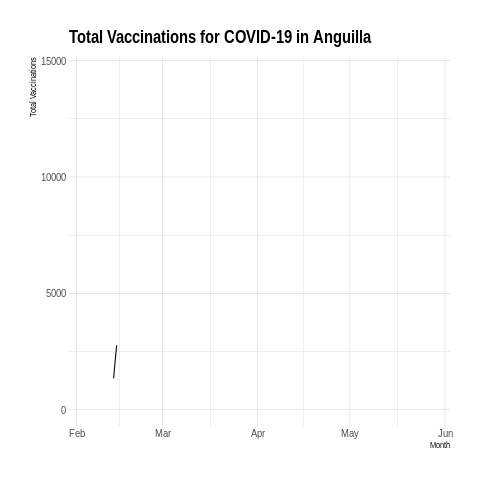 Total Vaccinations for COVID-19 in Anguilla
Total Vaccinations
15000
10000
5000
0
Feb Mar Apr May Jun
Month